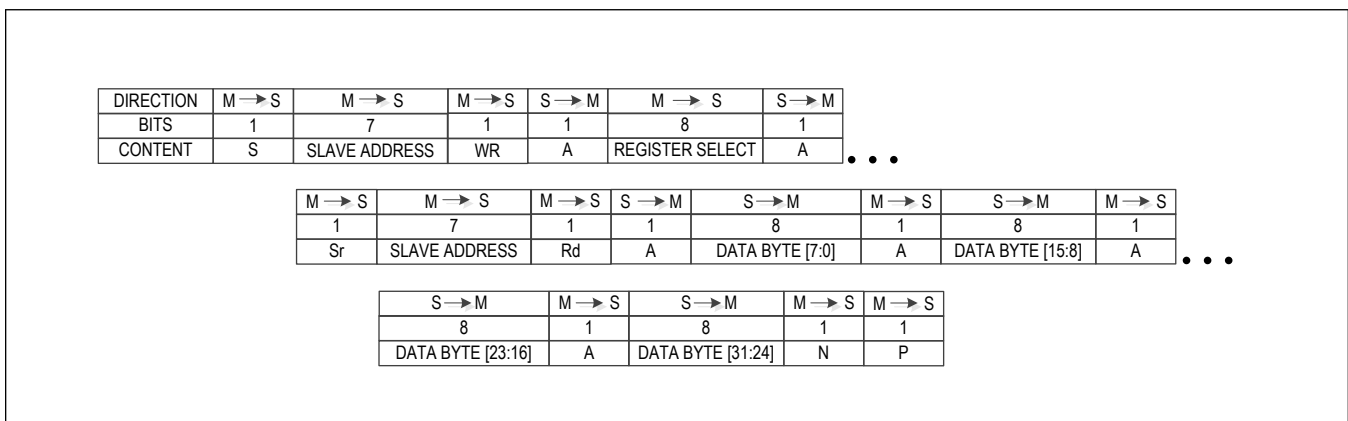 DIRECTION M → S M → S M → S S → M M → S S → M
BITS 1 7 1 1 8 1
CONTENT S SLAVE ADDRESS WR A REGISTER SELECT A • • •
M → S M → S M → S S → M S → M M → S S → M M → S
1 7 1 1 8 1 8 1
Sr SLAVE ADDRESS Rd A DATA BYTE [7:0] A DATA BYTE [15:8] A • • •
S → M M → S S → M M → S M → S
8 1 8 1 1
DATA BYTE [23:16] A DATA BYTE [31:24] N P